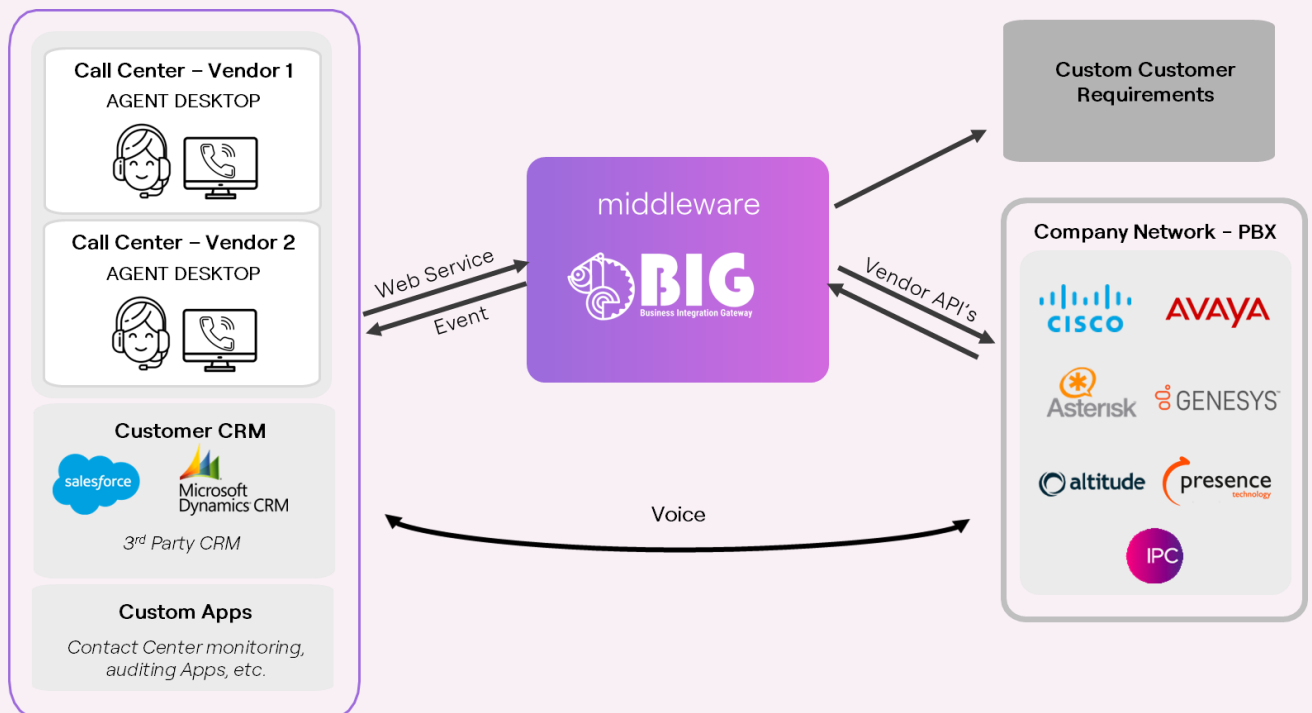 Call Center – Vendor 1
AGENT DESKTOP
Call Center – Vendor 2
AGENT DESKTOP
Customer CRM
salesforce
Microsoft
Dynamics CRM
3rd Party CRM
Custom Apps
Contact Center monitoring,
auditing Apps, etc.
Web Service
Event
middleware
BIG
Business Integration Gateway
Vendor API's
Voice
Custom Customer
Requirements
Company Network – PBX
CISCO
AVAYA
Asterisk
GENESYS™
altitude
presence
technology
IPC